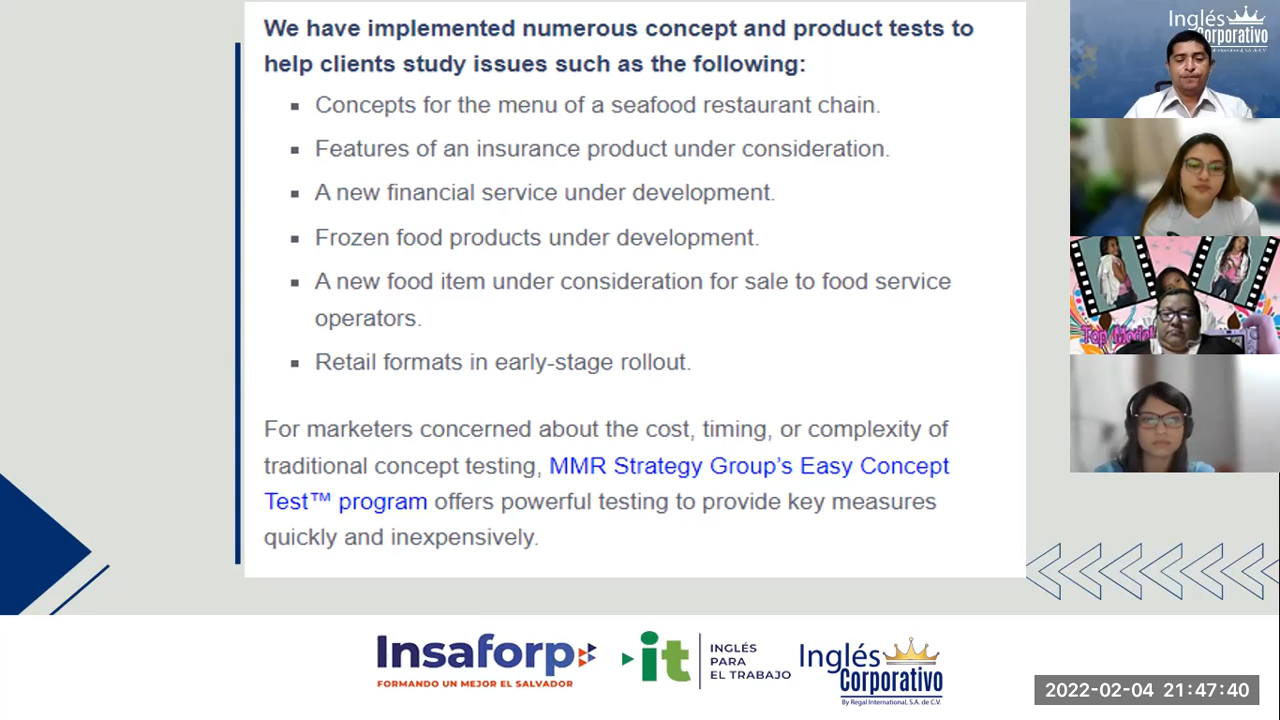 We have implemented numerous concept and product tests to
help clients study issues such as the following:
▪ Concepts for the menu of a seafood restaurant chain.
▪ Features of an insurance product under consideration.
▪ A new financial service under development.
▪ Frozen food products under development.
▪ A new food item under consideration for sale to food service
operators.
▪ Retail formats in early-stage rollout.
For marketers concerned about the cost, timing, or complexity of
traditional concept testing, MMR Strategy Group’s Easy Concept
Test™ program offers powerful testing to provide key measures
quickly and inexpensively.
Inglés
Corporativo
Top Model
Insaforp
FORMANDO UN MEJOR EL SALVADOR
it
INGLÉS
PARA
EL TRABAJO
Inglés
Corporativo
By Regal International, S.A. de C.V.
2022-02-04 21:47:40